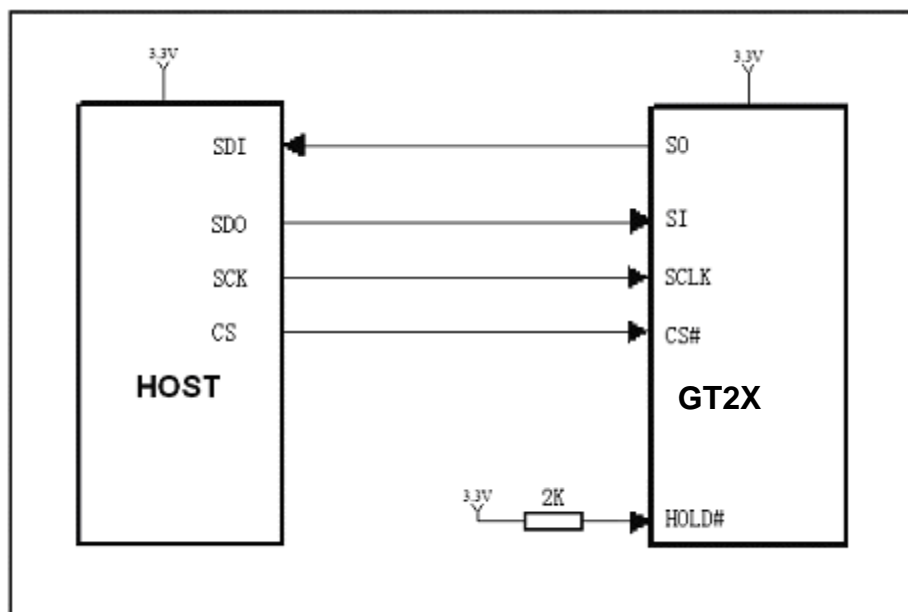 3.3V
3.3V
SDI
SO
SDO
SI
SCK
SCLK
CS
CS#
HOST
GT2X
3.3V
2K
HOLD#